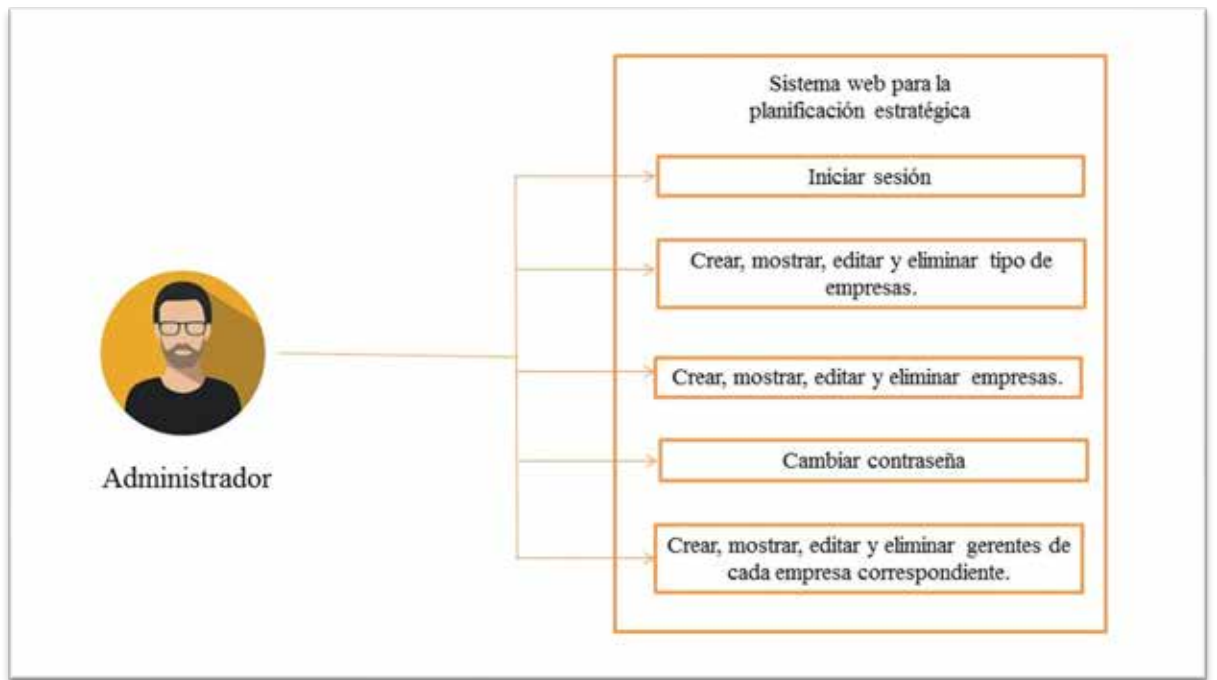 Sistema web para la
planificación estratégica
Iniciar sesión
Crear, mostrar, editar y eliminar tipo de
empresas.
Crear, mostrar, editar y eliminar empresas.
Cambiar contraseña
Crear, mostrar, editar y eliminar gerentes de
cada empresa correspondiente.
Administrador